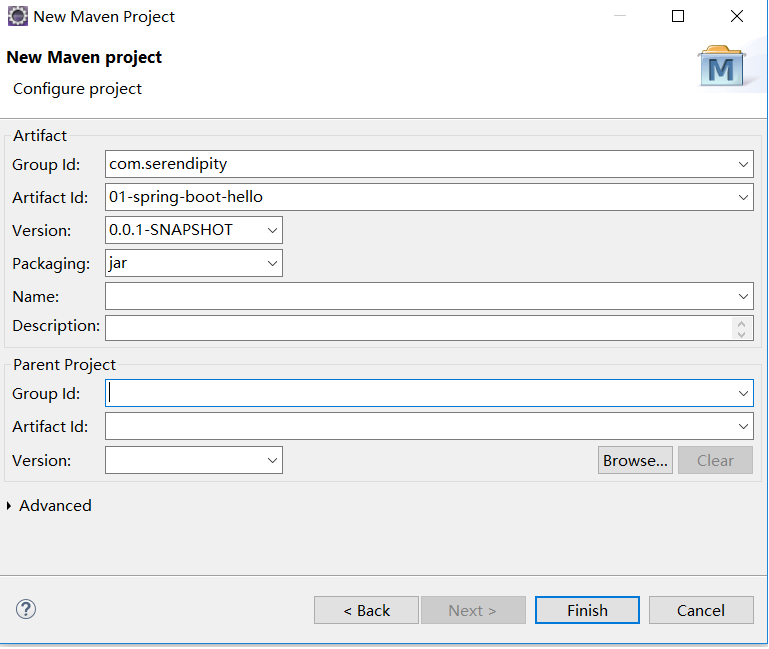 New Maven Project
New Maven project
Configure project
M
Artifact
Group Id: com.serendipity
Artifact Id: 01-spring-boot-hello
Version: 0.0.1-SNAPSHOT
Packaging: jar
Name:
Description:
Parent Project
Group Id:
Artifact Id:
Version: Browse... Clear
Advanced
? < Back Next > Finish Cancel